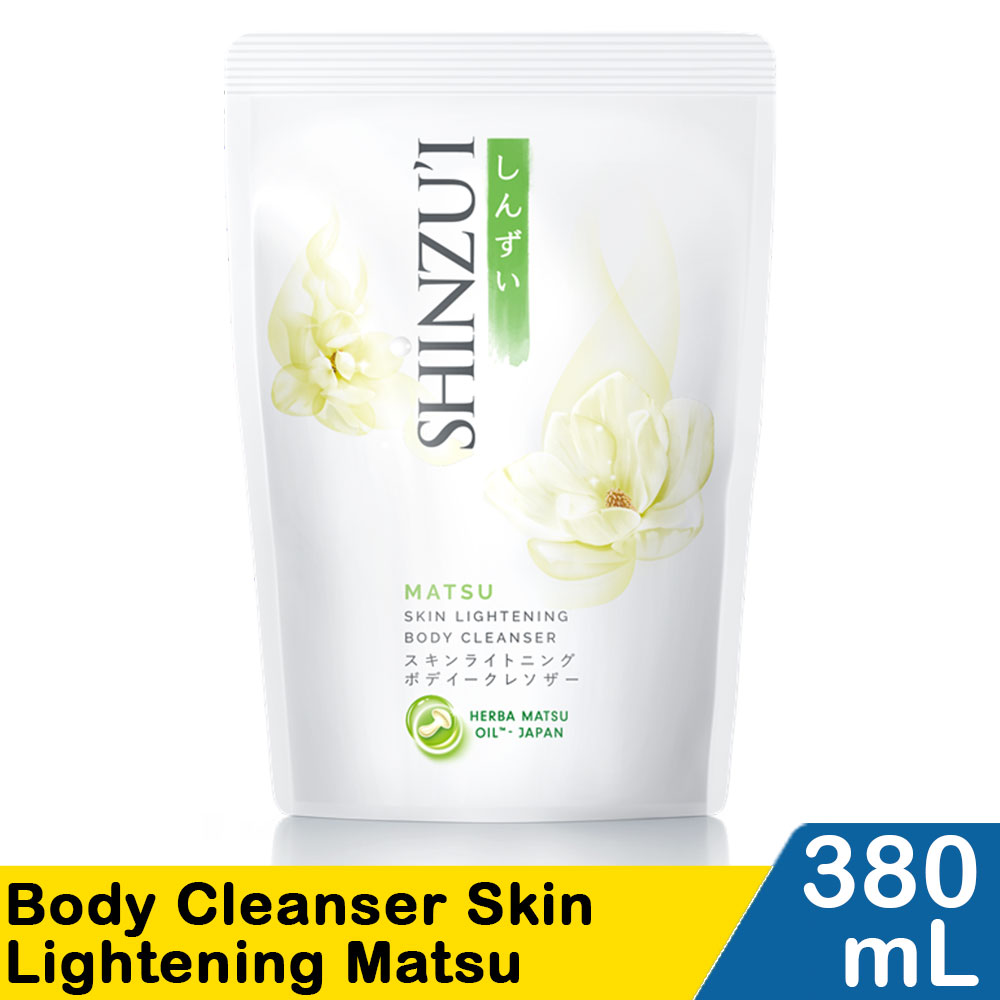 SHINZU'I
しんずい
MATSU
SKIN LIGHTENING
BODY CLEANSER
スキンライトニング
ボデイークレソザー
HERBA MATSU
OIL™- JAPAN
Body Cleanser Skin
Lightening Matsu
380
mL